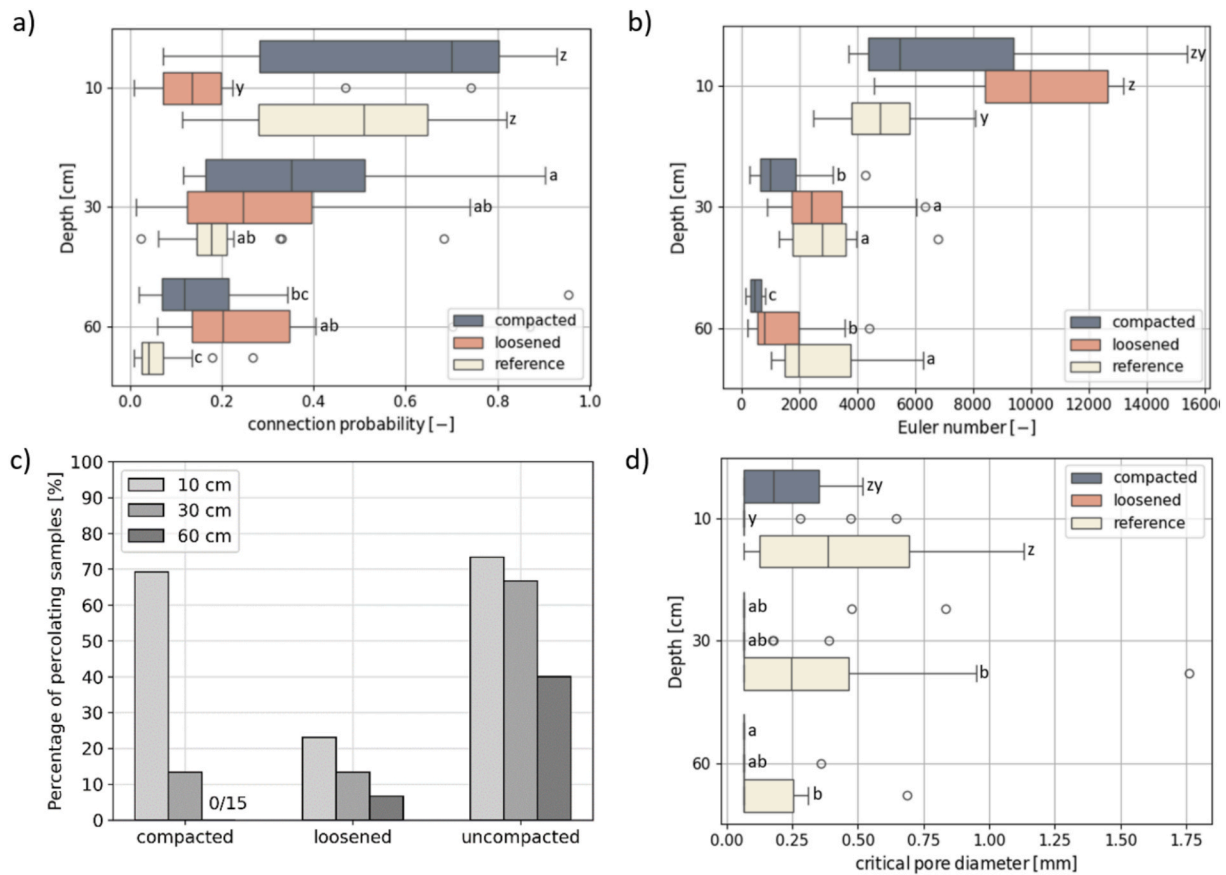 a)
z
y
z
a
ab
ab
bc
ab
c
10
30
60
Depth [cm]
compacted
loosened
reference
0.0 0.2 0.4 0.6 0.8 1.0
connection probability [−]
b)
zy
z
y
b
a
a
c
b
a
10
30
60
Depth [cm]
compacted
loosened
reference
0 2000 4000 6000 8000 10000 12000 14000 16000
Euler number [−]
c)
100
90
80
70
60
50
40
30
20
10
0
Percentage of percolating samples [%]
10 cm
30 cm
60 cm
0/15
compacted loosened uncompacted
d)
compacted
loosened
reference
zy
y
z
ab
ab
b
a
ab
b
10
30
60
Depth [cm]
0.00 0.25 0.50 0.75 1.00 1.25 1.50 1.75
critical pore diameter [mm]